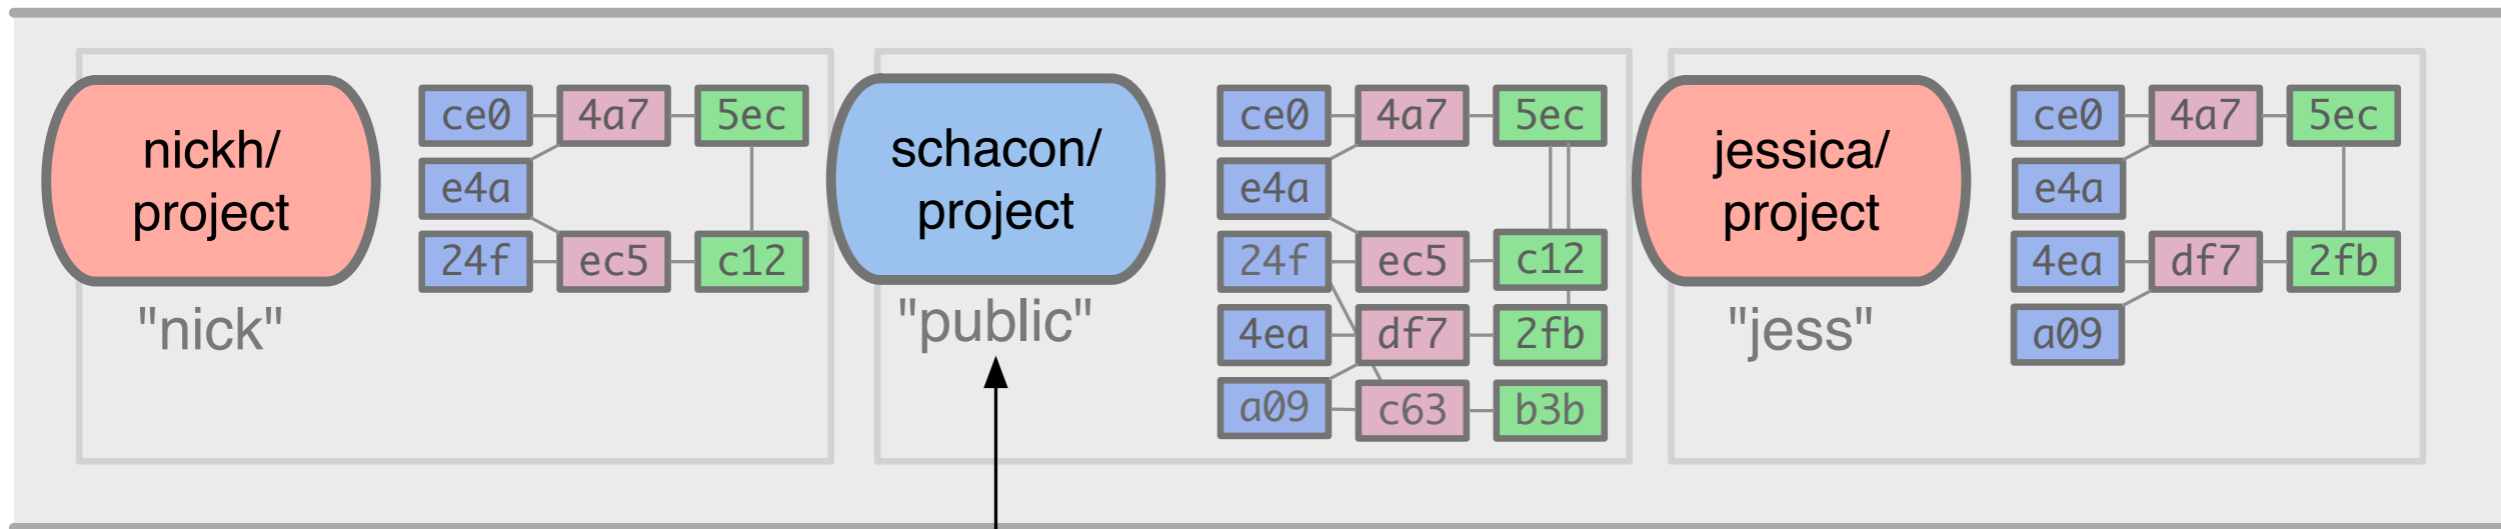 nickh/
project
"nick"
ce0 4a7 5ec
e4a
24f ec5 c12
schacon/
project
"public"
ce0 4a7 5ec
e4a
24f ec5 c12
4ea df7 2fb
a09 c63 b3b
jessica/
project
"jess"
ce0 4a7 5ec
e4a
4ea df7 2fb
a09